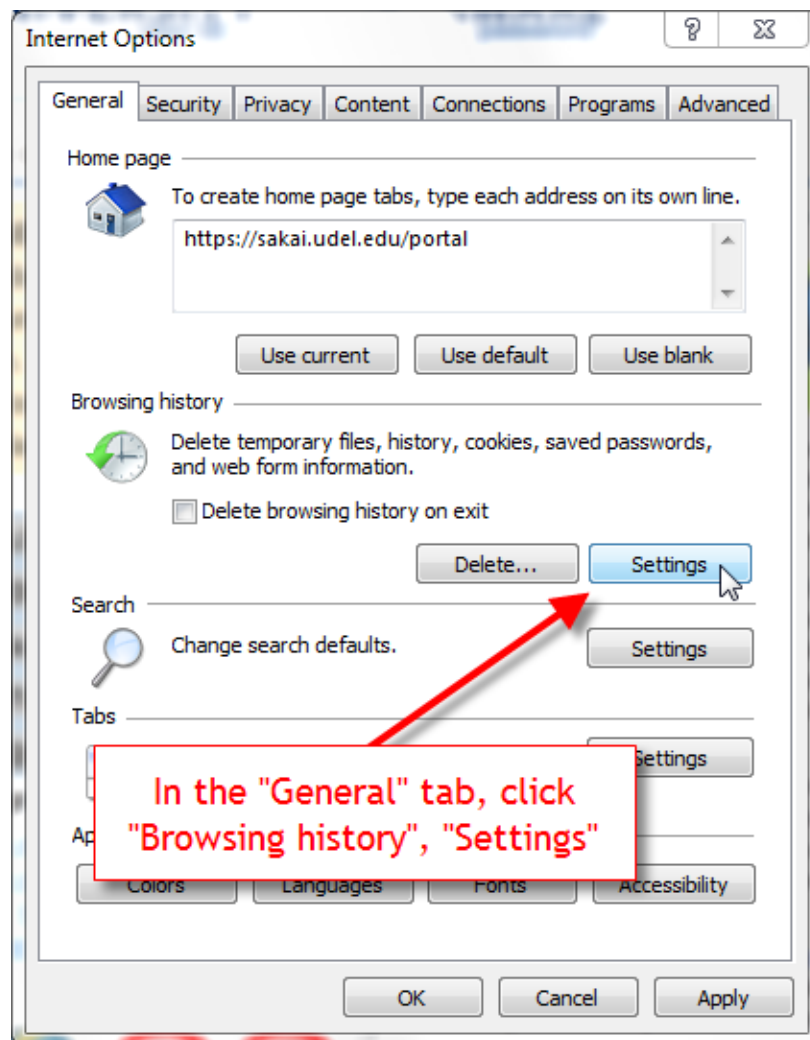 Internet Options
General Security Privacy Content Connections Programs Advanced
Home page
To create home page tabs, type each address on its own line.
https://sakai.udel.edu/portal
Use current Use default Use blank
Browsing history
Delete temporary files, history, cookies, saved passwords,
and web form information.
Delete browsing history on exit
Delete... Settings
Search
Change search defaults.
Settings
Tabs
Settings
In the "General" tab, click
"Browsing history", "Settings"
Ap
Colors Languages Fonts Accessibility
OK Cancel Apply